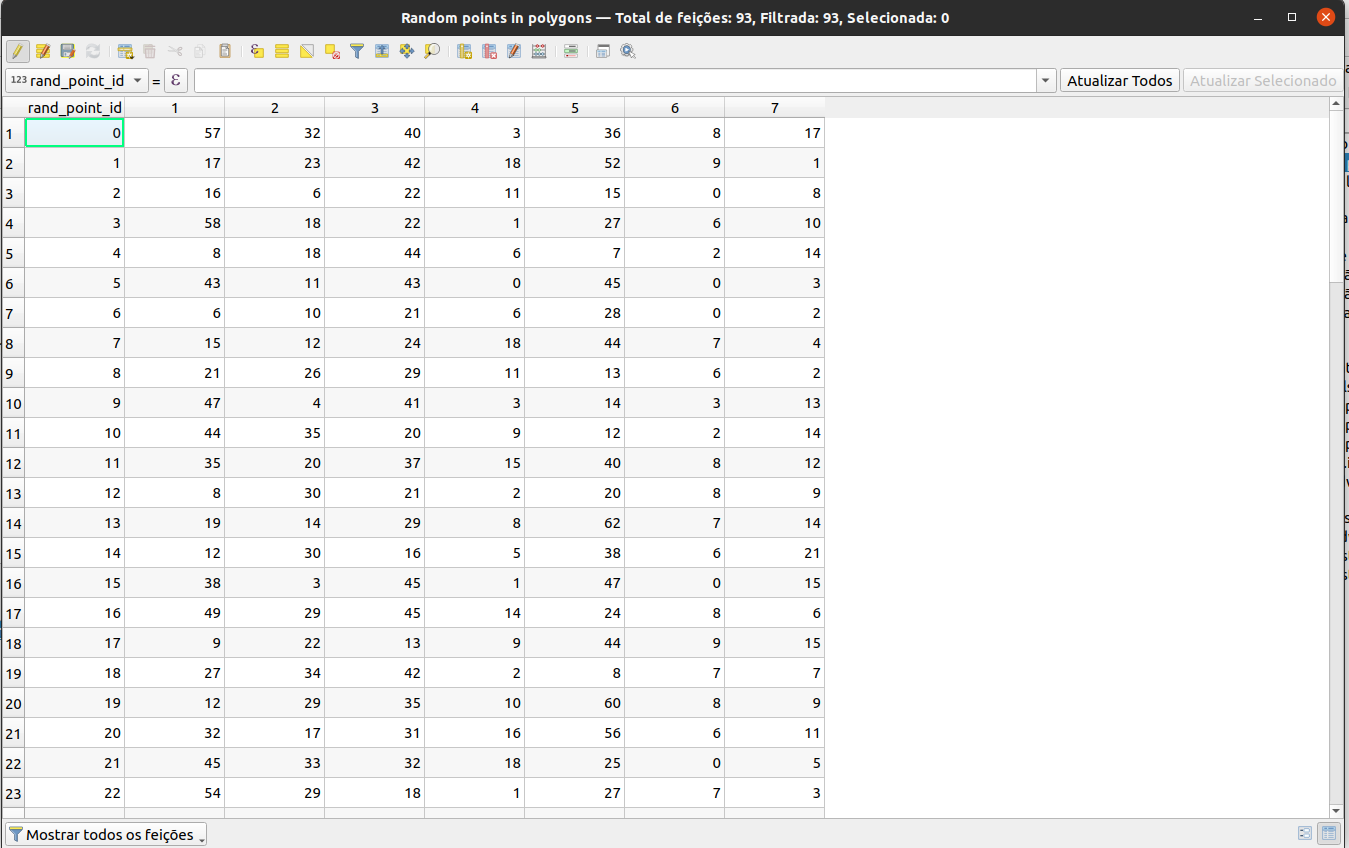 Random points in polygons — Total de feições: 93, Filtrada: 93, Selecionada: 0
123 rand_point_id = ε Atualizar Todos Atualizar Selecionado
rand_point_id 1 2 3 4 5 6 7
1 0 57 32 40 3 36 8 17
2 1 17 23 42 18 52 9 1
3 2 16 6 22 11 15 0 8
4 3 58 18 22 1 27 6 10
5 4 8 18 44 6 7 2 14
6 5 43 11 43 0 45 0 3
7 6 6 10 21 6 28 0 2
8 7 15 12 24 18 44 7 4
9 8 21 26 29 11 13 6 2
10 9 47 4 41 3 14 3 13
11 10 44 35 20 9 12 2 14
12 11 35 20 37 15 40 8 12
13 12 8 30 21 2 20 8 9
14 13 19 14 29 8 62 7 14
15 14 12 30 16 5 38 6 21
16 15 38 3 45 1 47 0 15
17 16 49 29 45 14 24 8 6
18 17 9 22 13 9 44 9 15
19 18 27 34 42 2 8 7 7
20 19 12 29 35 10 60 8 9
21 20 32 17 31 16 56 6 11
22 21 45 33 32 18 25 0 5
23 22 54 29 18 1 27 7 3
Mostrar todos os feições